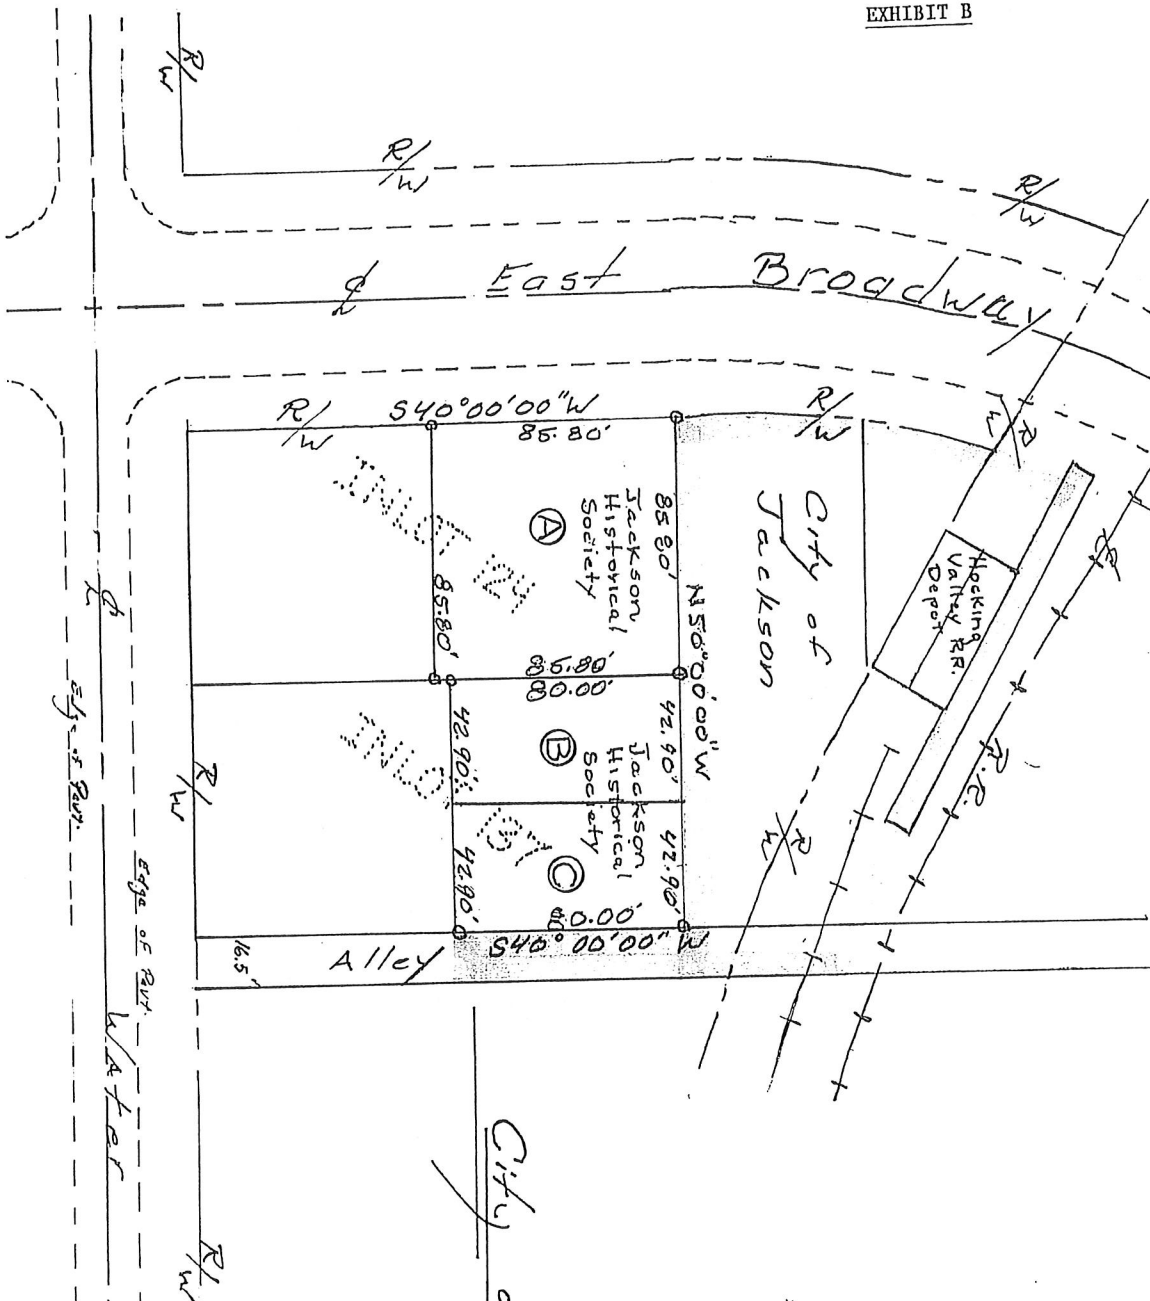 EXHIBIT B
R/W
R/W
R/W
℄ East Broadway
R/W
S40°00'00"W
85.80'
R/W
R/W
INLOT 124
A
Jackson
Historical
Society
85.80'
85.80'
N50°00'00"W
City of
Jackson
Hocking
Valley RR.
Depot
℄
R.R.
85.80'
80.00'
℄
Edge of Pavt.
R/W
INLOT
B
Jackson
Historical
Society
42.90'
42.90'
C
42.90'
42.90'
80.00'
S40°00'00"W
R/W
Edge of Pavt.
16.5'
Alley
Water
City
R/W